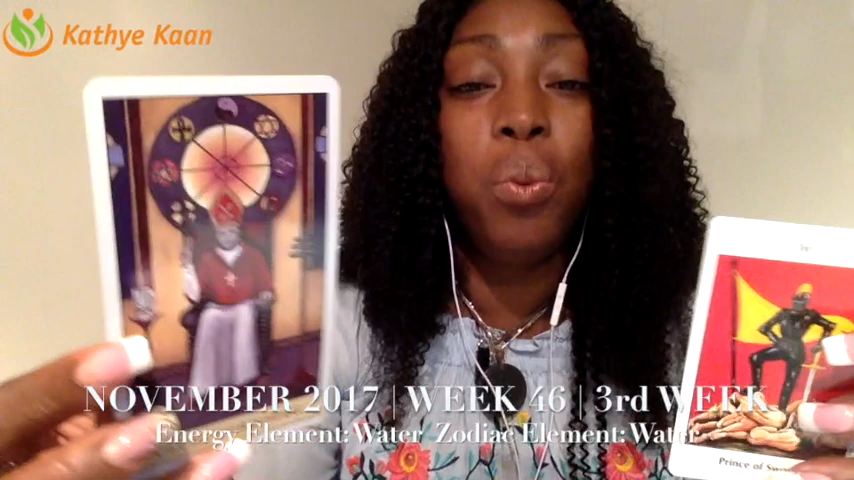 Kathye Kaan
NOVEMBER 2017 | WEEK 46 | 3rd WEEK
Energy Element: Water Zodiac Element: Water
Prince of